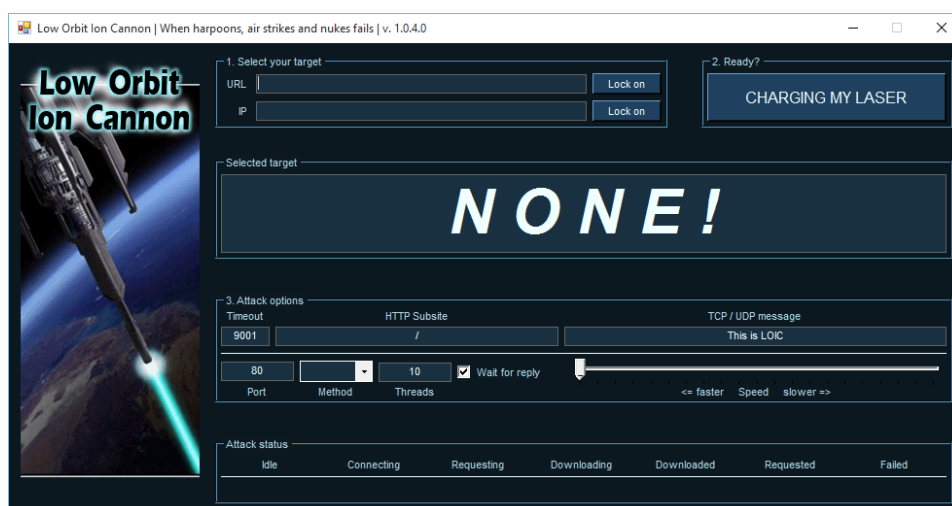 Low Orbit Ion Cannon | When harpoons, air strikes and nukes fails | v. 1.0.4.0
Low Orbit
Ion Cannon
1. Select your target
URL
Lock on
IP
Lock on
2. Ready?
CHARGING MY LASER
Selected target
NONE!
3. Attack options
Timeout HTTP Subsite TCP / UDP message
9001 / This is LOIC
80 10 Wait for reply
Port Method Threads <= faster Speed slower =>
Attack status
Idle Connecting Requesting Downloading Downloaded Requested Failed